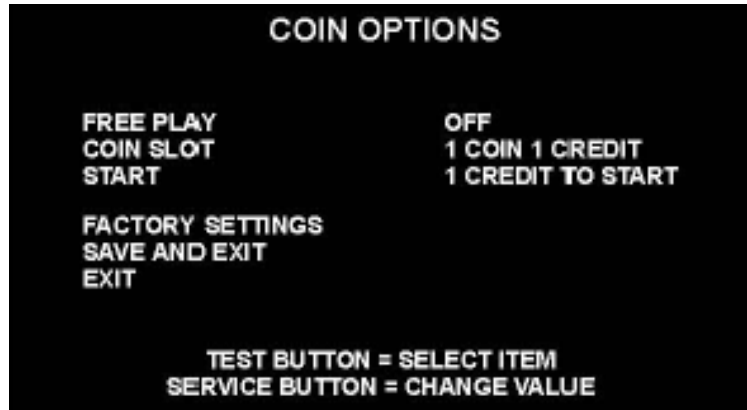 COIN OPTIONS
FREE PLAY OFF
COIN SLOT 1 COIN 1 CREDIT
START 1 CREDIT TO START
FACTORY SETTINGS
SAVE AND EXIT
EXIT
TEST BUTTON = SELECT ITEM
SERVICE BUTTON = CHANGE VALUE